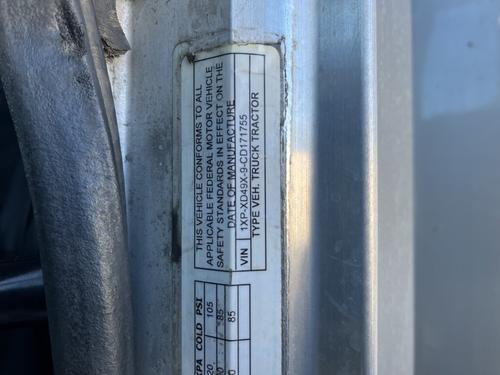 THIS VEHICLE CONFORMS TO ALL
APPLICABLE FEDERAL MOTOR VEHICLE
SAFETY STANDARDS IN EFFECT ON THE
DATE OF MANUFACTURE
VIN 1XP-XD49X-9-CD171755
TYPE VEH. TRUCK TRACTOR
COLD PSI
105
85
85